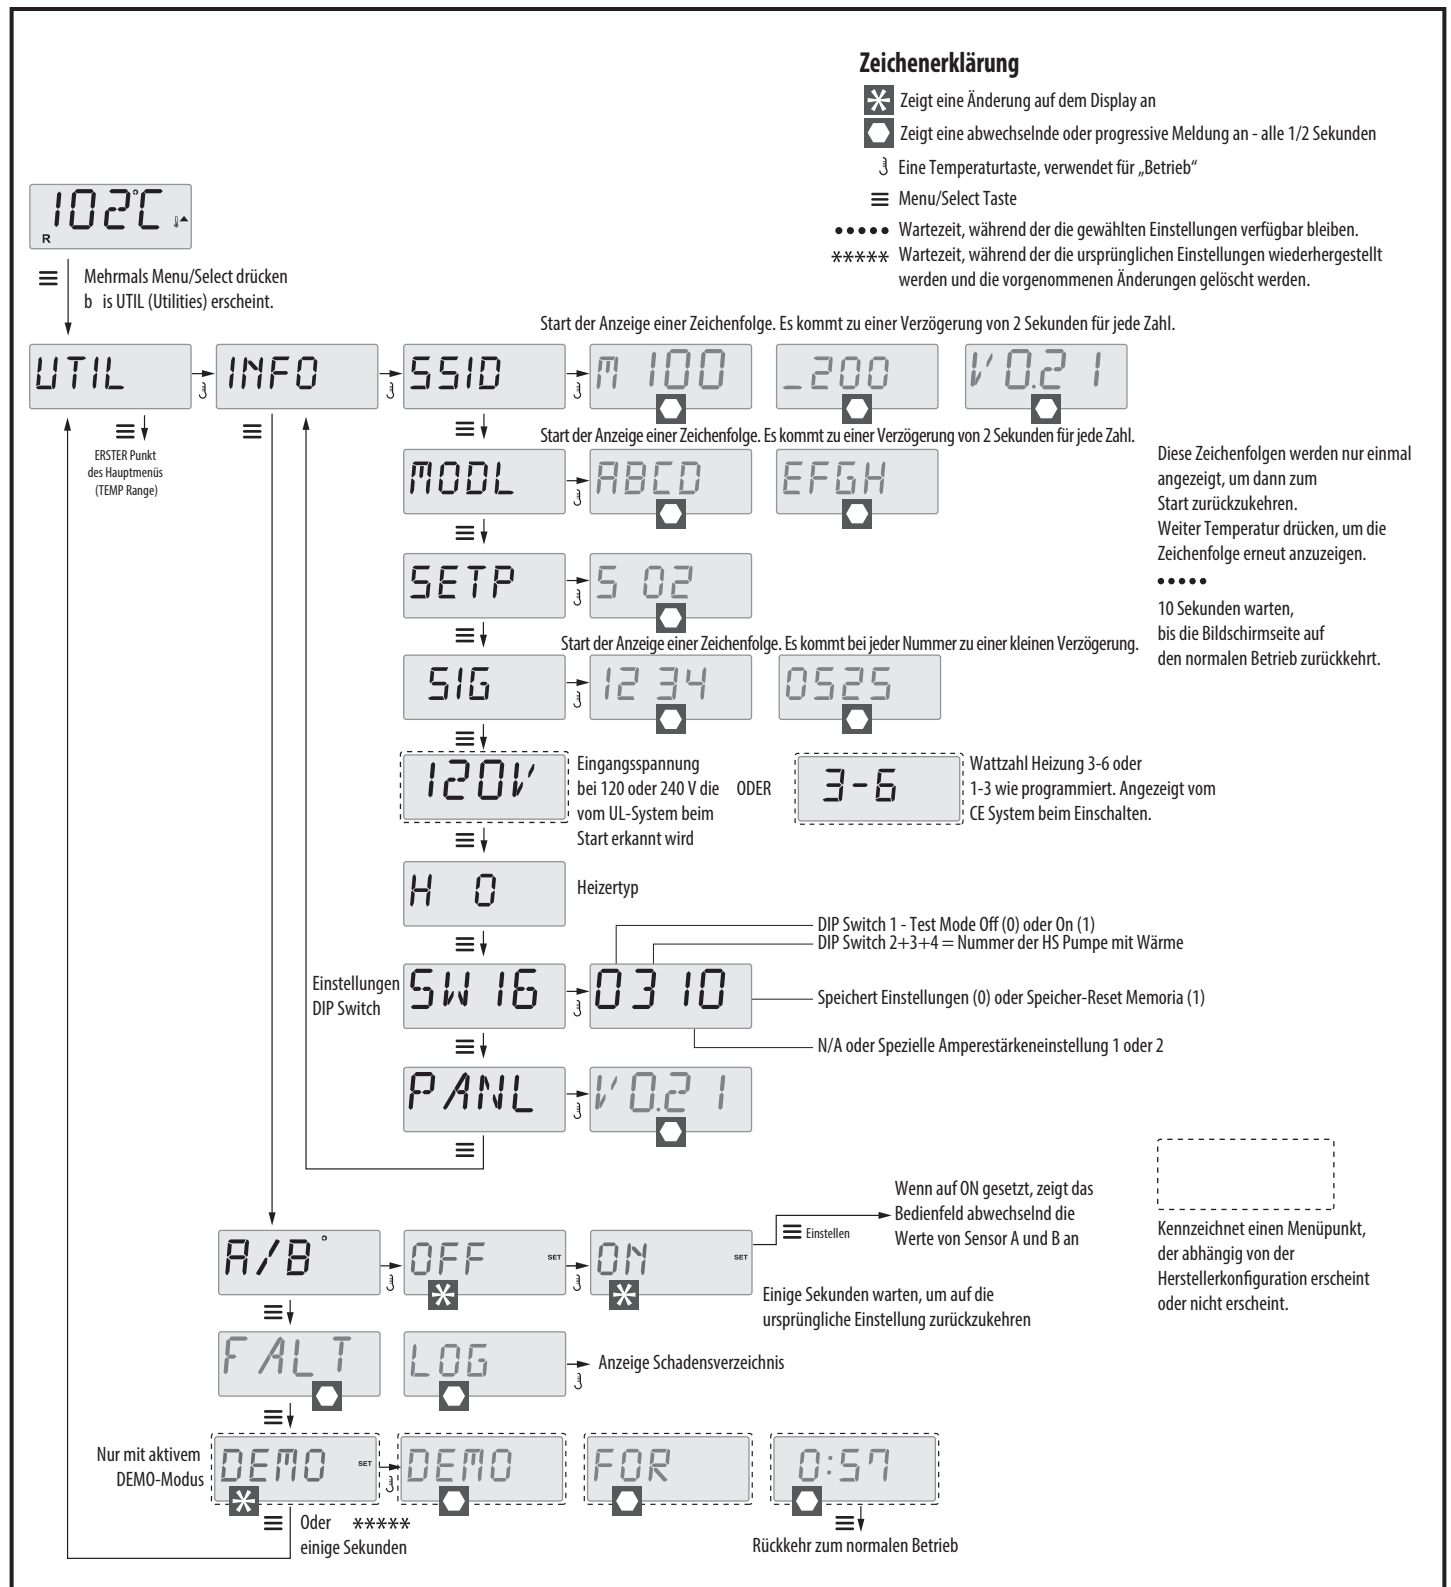 Zeichenerklärung
Zeigt eine Änderung auf dem Display an
Zeigt eine abwechselnde oder progressive Meldung an - alle 1/2 Sekunden
Eine Temperaturtaste, verwendet für „Betrieb“
Menu/Select Taste
Wartezeit, während der die gewählten Einstellungen verfügbar bleiben.
***** Wartezeit, während der die ursprünglichen Einstellungen wiederhergestellt
werden und die vorgenommenen Änderungen gelöscht werden.
102°C
R
Mehrmals Menu/Select drücken
b is UTIL (Utilities) erscheint.
Start der Anzeige einer Zeichenfolge. Es kommt zu einer Verzögerung von 2 Sekunden für jede Zahl.
UTIL INFO SSID M 100 _200 V 0.21
ERSTER Punkt
des Hauptmenüs
(TEMP Range)
Start der Anzeige einer Zeichenfolge. Es kommt zu einer Verzögerung von 2 Sekunden für jede Zahl.
MODL ABCD EFGH
Diese Zeichenfolgen werden nur einmal
angezeigt, um dann zum
Start zurückzukehren.
Weiter Temperatur drücken, um die
Zeichenfolge erneut anzuzeigen.
10 Sekunden warten,
bis die Bildschirmseite auf
den normalen Betrieb zurückkehrt.
SETP S 02
Start der Anzeige einer Zeichenfolge. Es kommt bei jeder Nummer zu einer kleinen Verzögerung.
SIG 1234 0525
120V
Eingangsspannung
bei 120 oder 240 V die
vom UL-System beim
Start erkannt wird
ODER
3-6
Wattzahl Heizung 3-6 oder
1-3 wie programmiert. Angezeigt vom
CE System beim Einschalten.
H 0
Heizertyp
DIP Switch 1 - Test Mode Off (0) oder On (1)
DIP Switch 2+3+4 = Nummer der HS Pumpe mit Wärme
Einstellungen
DIP Switch
SW 16 0310
Speichert Einstellungen (0) oder Speicher-Reset Memoria (1)
N/A oder Spezielle Amperestärkeneinstellung 1 oder 2
PANL V 0.21
A/B° OFF SET ON SET
Einstellen
Wenn auf ON gesetzt, zeigt das
Bedienfeld abwechselnd die
Werte von Sensor A und B an
Einige Sekunden warten, um auf die
ursprüngliche Einstellung zurückzukehren
Kennzeichnet einen Menüpunkt,
der abhängig von der
Herstellerkonfiguration erscheint
oder nicht erscheint.
FALT LOG
Anzeige Schadensverzeichnis
Nur mit aktivem
DEMO-Modus
DEMO SET DEMO FOR 0:57
Oder *****
einige Sekunden
Rückkehr zum normalen Betrieb